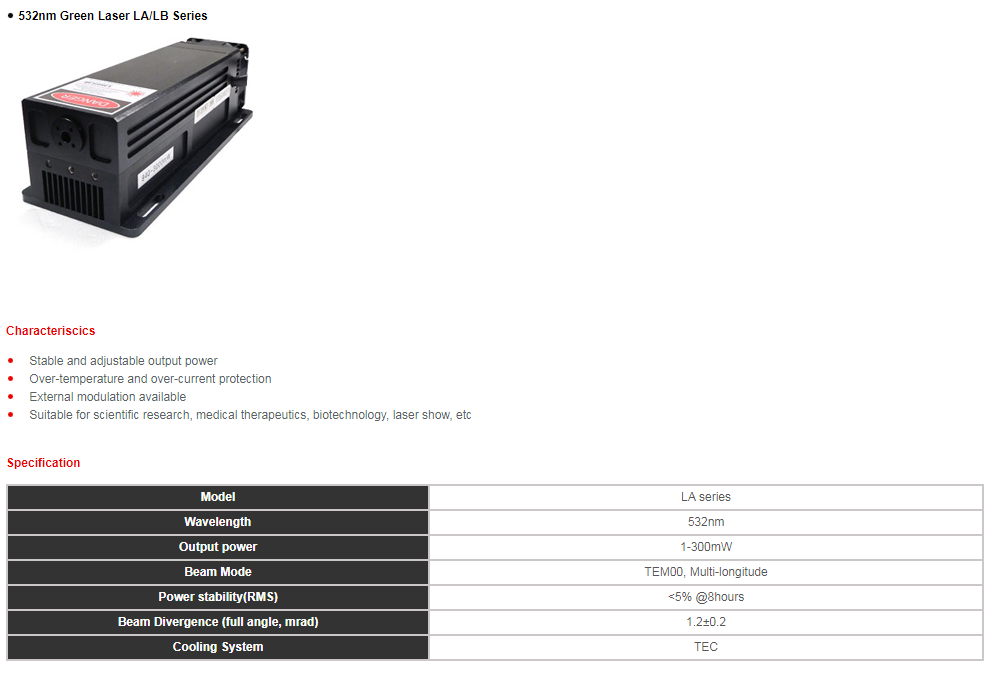 • 532nm Green Laser LA/LB Series
DANGER
Characteriscics
• Stable and adjustable output power
• Over-temperature and over-current protection
• External modulation available
• Suitable for scientific research, medical therapeutics, biotechnology, laser show, etc
Specification
Model LA series
Wavelength 532nm
Output power 1-300mW
Beam Mode TEM00, Multi-longitude
Power stability(RMS) <5% @8hours
Beam Divergence (full angle, mrad) 1.2±0.2
Cooling System TEC